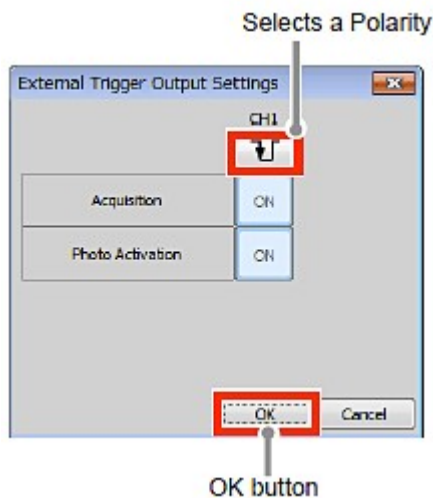 Selects a Polarity
External Trigger Output Settings
CH1
Acquisition ON
Photo Activation ON
OK Cancel
OK button